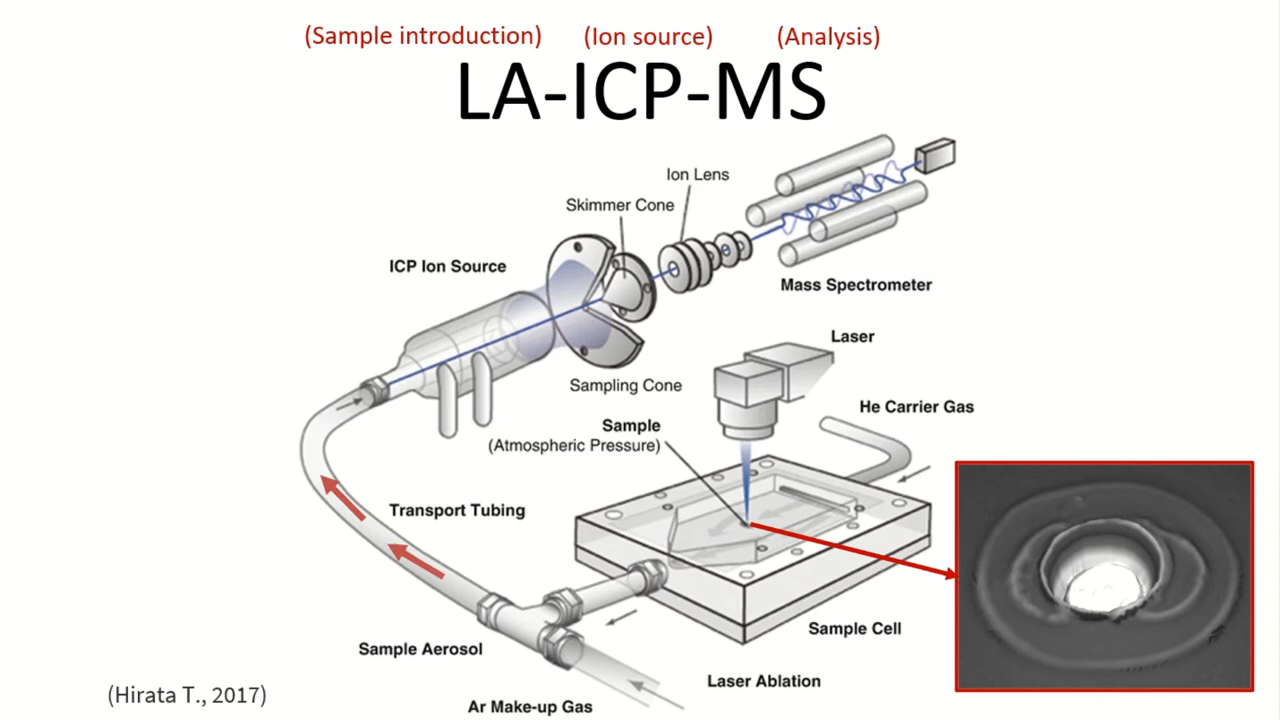 (Sample introduction) (Ion source) (Analysis)
LA-ICP-MS
Ion Lens
Skimmer Cone
ICP Ion Source
Mass Spectrometer
Laser
Sampling Cone
He Carrier Gas
Sample
(Atmospheric Pressure)
Transport Tubing
Sample Cell
Sample Aerosol
Laser Ablation
(Hirata T., 2017)
Ar Make-up Gas